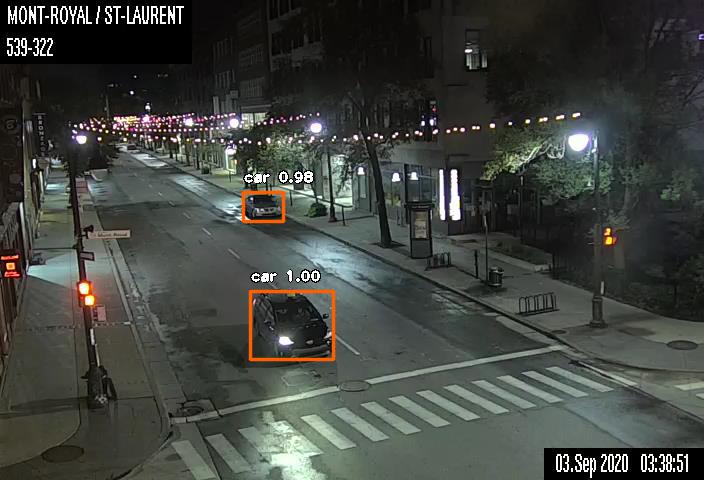 MONT-ROYAL / ST-LAURENT
539-322
car 0.98
car 1.00
03.Sep 2020 03:38:51